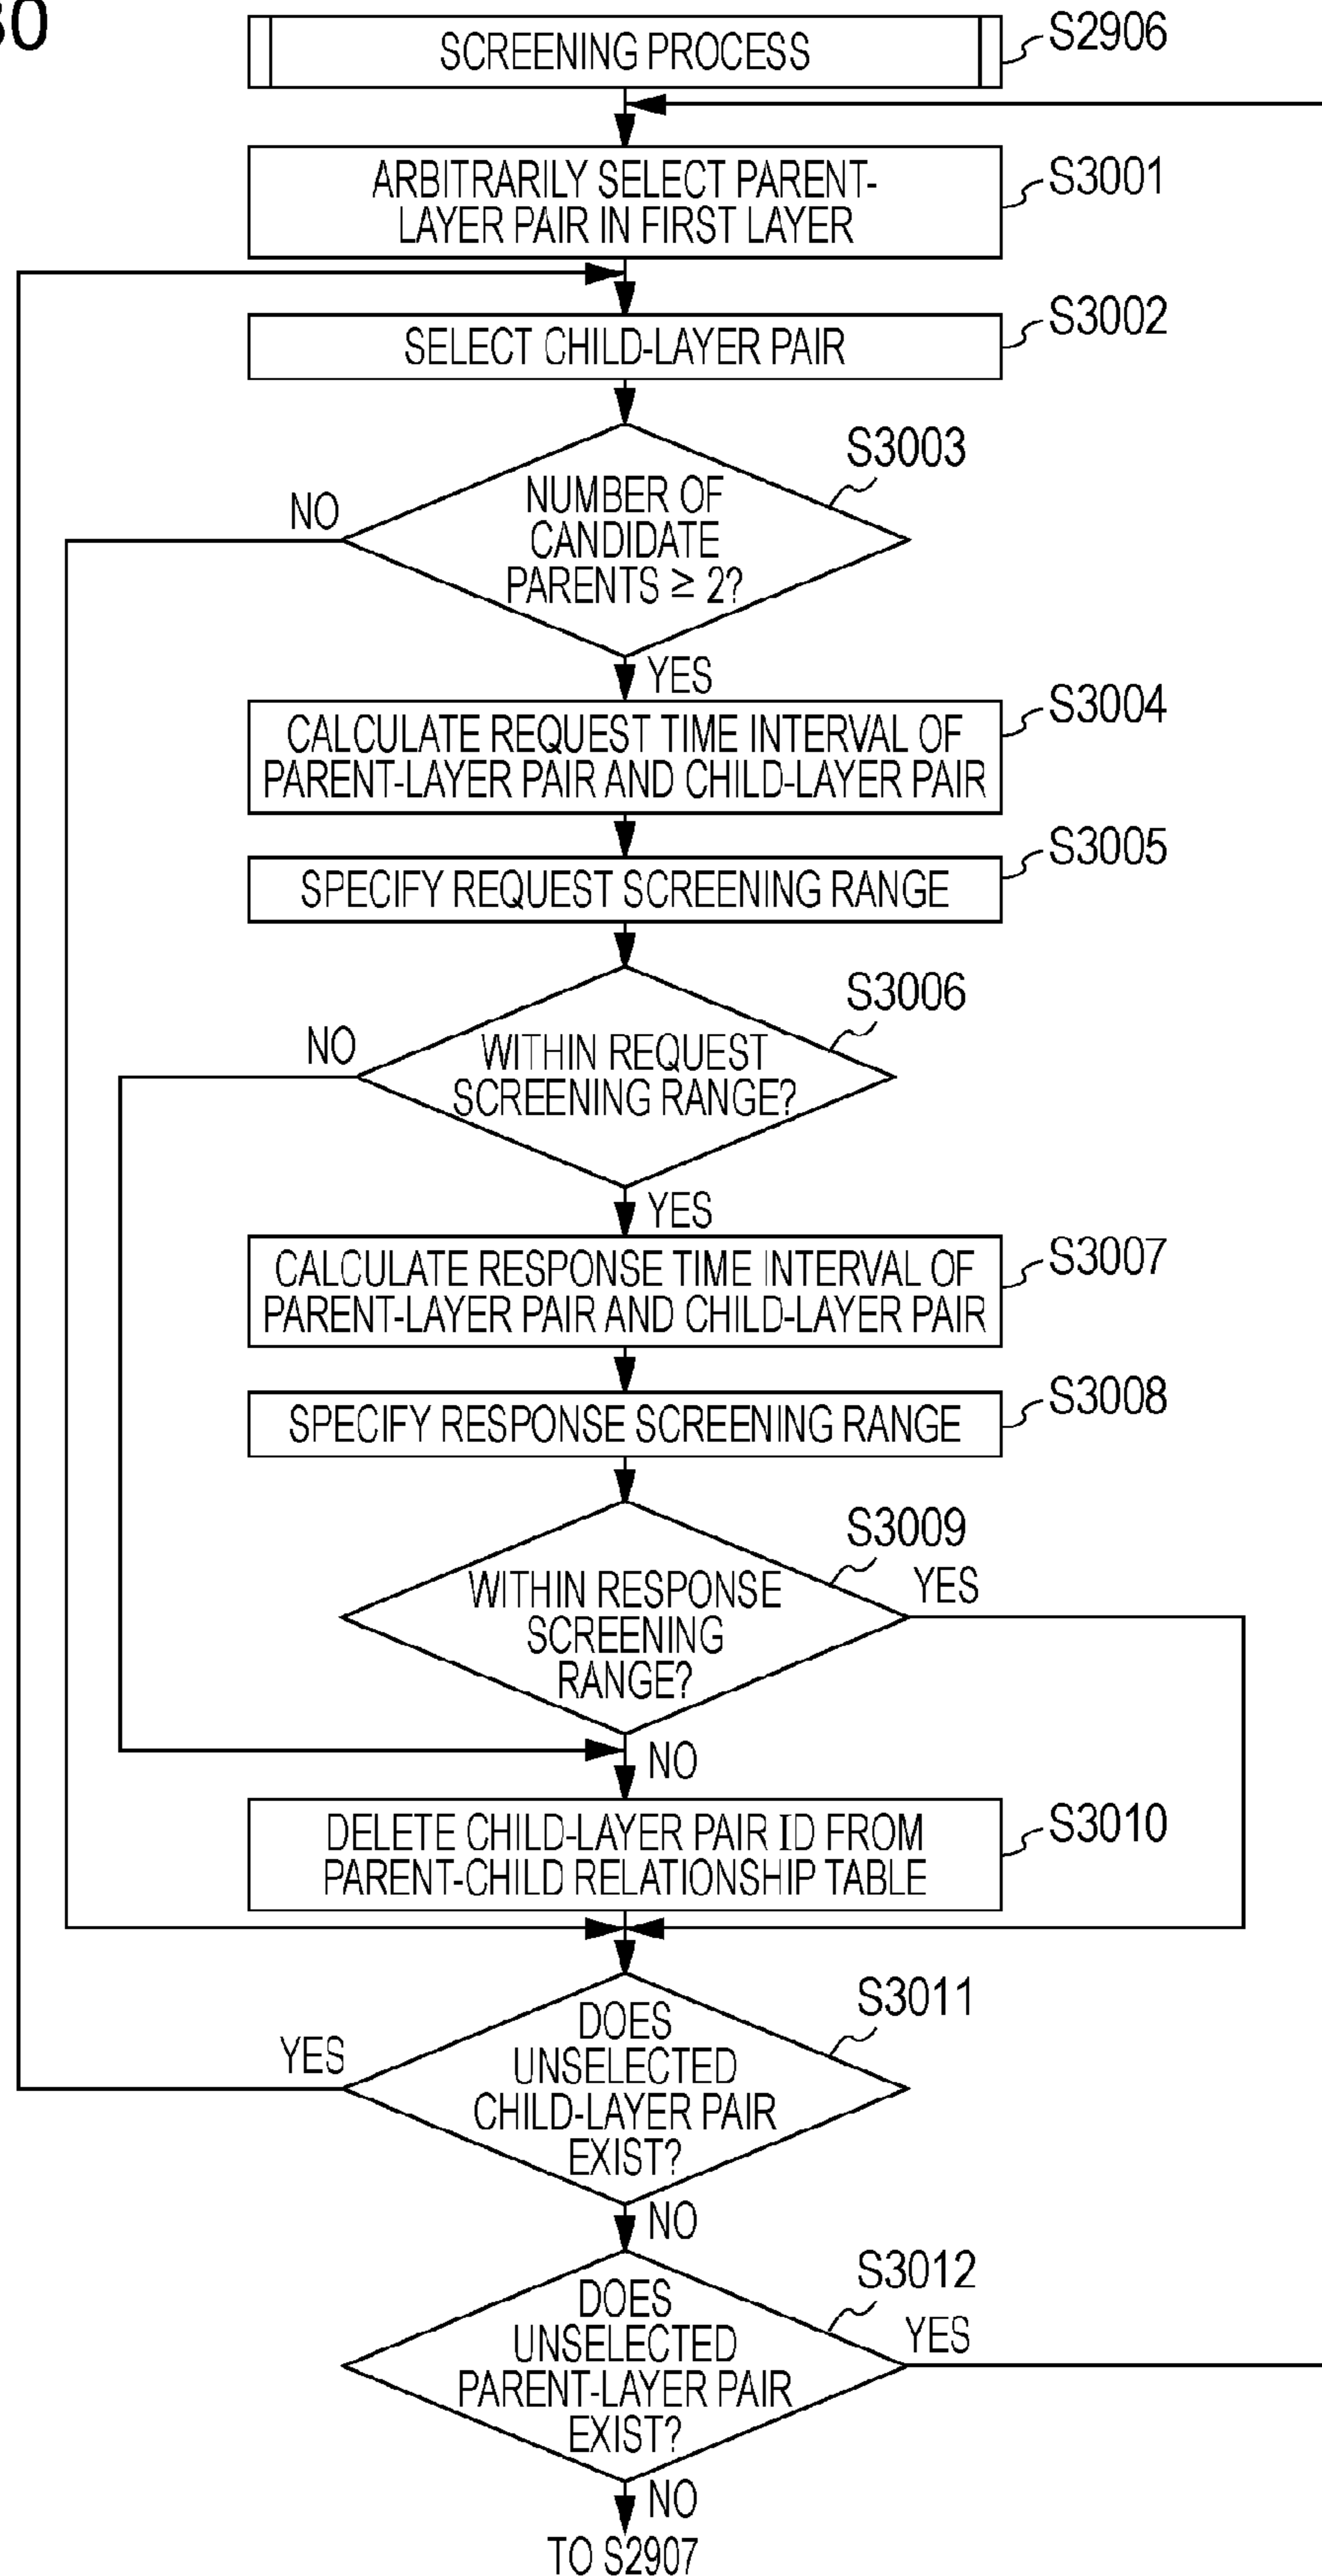 30
SCREENING PROCESS
S2906
ARBITRARILY SELECT PARENT-
LAYER PAIR IN FIRST LAYER
S3001
SELECT CHILD-LAYER PAIR
S3002
S3003
NO
NUMBER OF
CANDIDATE
PARENTS ≥ 2?
YES
CALCULATE REQUEST TIME INTERVAL OF
PARENT-LAYER PAIR AND CHILD-LAYER PAIR
S3004
SPECIFY REQUEST SCREENING RANGE
S3005
S3006
NO
WITHIN REQUEST
SCREENING RANGE?
YES
CALCULATE RESPONSE TIME INTERVAL OF
PARENT-LAYER PAIR AND CHILD-LAYER PAIR
S3007
SPECIFY RESPONSE SCREENING RANGE
S3008
S3009
YES
WITHIN RESPONSE
SCREENING
RANGE?
NO
DELETE CHILD-LAYER PAIR ID FROM
PARENT-CHILD RELATIONSHIP TABLE
S3010
S3011
YES
DOES
UNSELECTED
CHILD-LAYER PAIR
EXIST?
NO
S3012
DOES
UNSELECTED
PARENT-LAYER PAIR
EXIST?
YES
NO
TO S2907